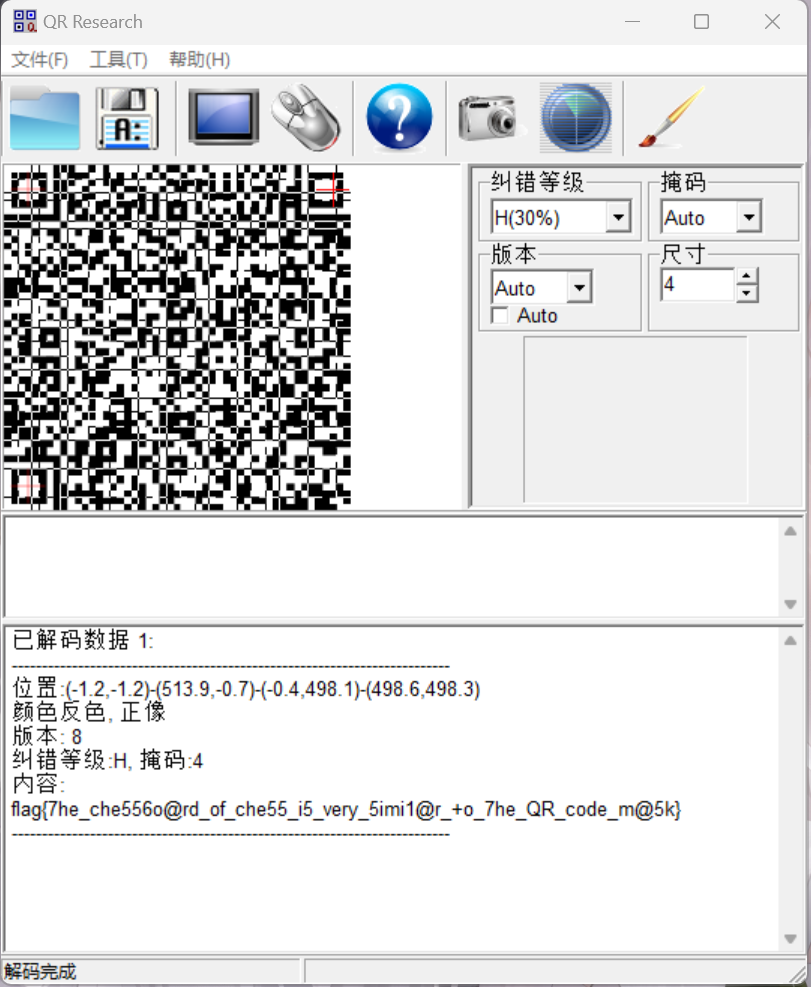 QR Research
文件(F) 工具(T) 帮助(H)
A:
?
纠错等级 掩码
H(30%) Auto
版本 尺寸
Auto 4
Auto
已解码数据 1:
---------------------------------------------------------------------------
位置:(-1.2,-1.2)-(513.9,-0.7)-(-0.4,498.1)-(498.6,498.3)
颜色反色, 正像
版本: 8
纠错等级:H, 掩码:4
内容:
flag{7he_che556o@rd_of_che55_i5_very_5imi1@r_+o_7he_QR_code_m@5k}
---------------------------------------------------------------------------
解码完成